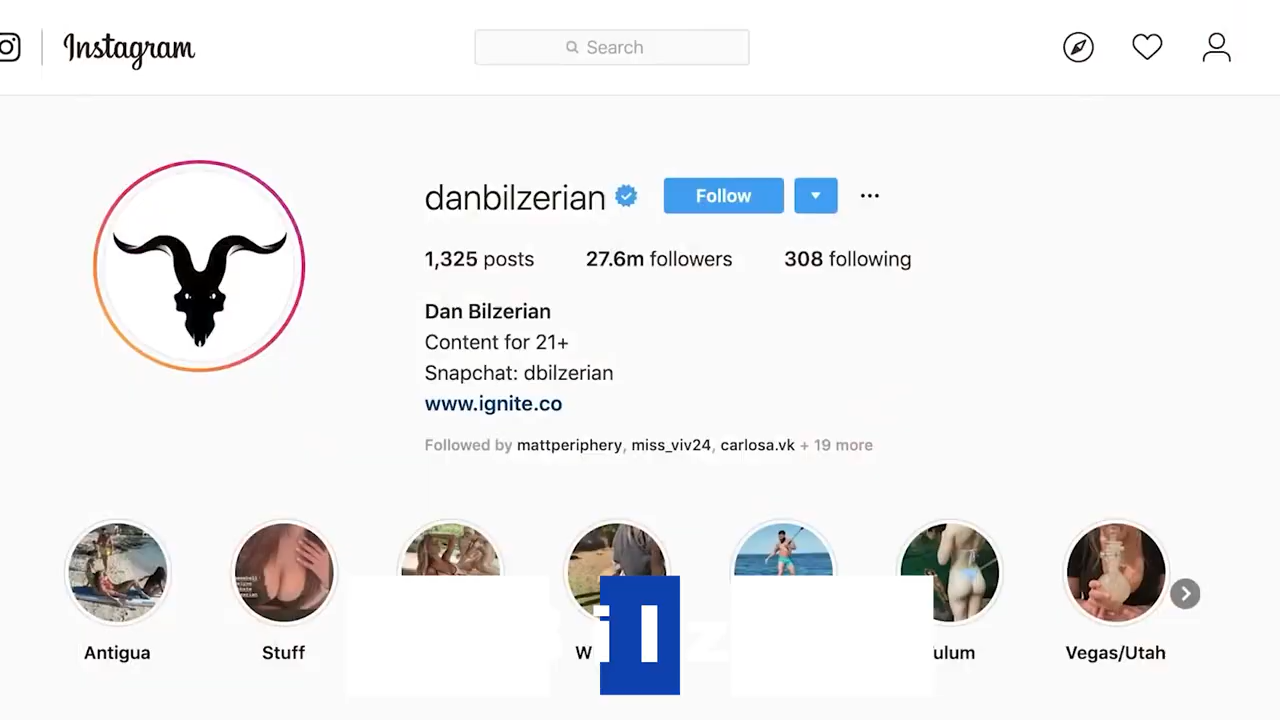 Instagram
Search
danbilzerian
Follow
1,325 posts
27.6m followers
308 following
Dan Bilzerian
Content for 21+
Snapchat: dbilzerian
www.ignite.co
Followed by mattperiphery, miss_viv24, carlosa.vk + 19 more
Antigua
Stuff
Vegas/Utah